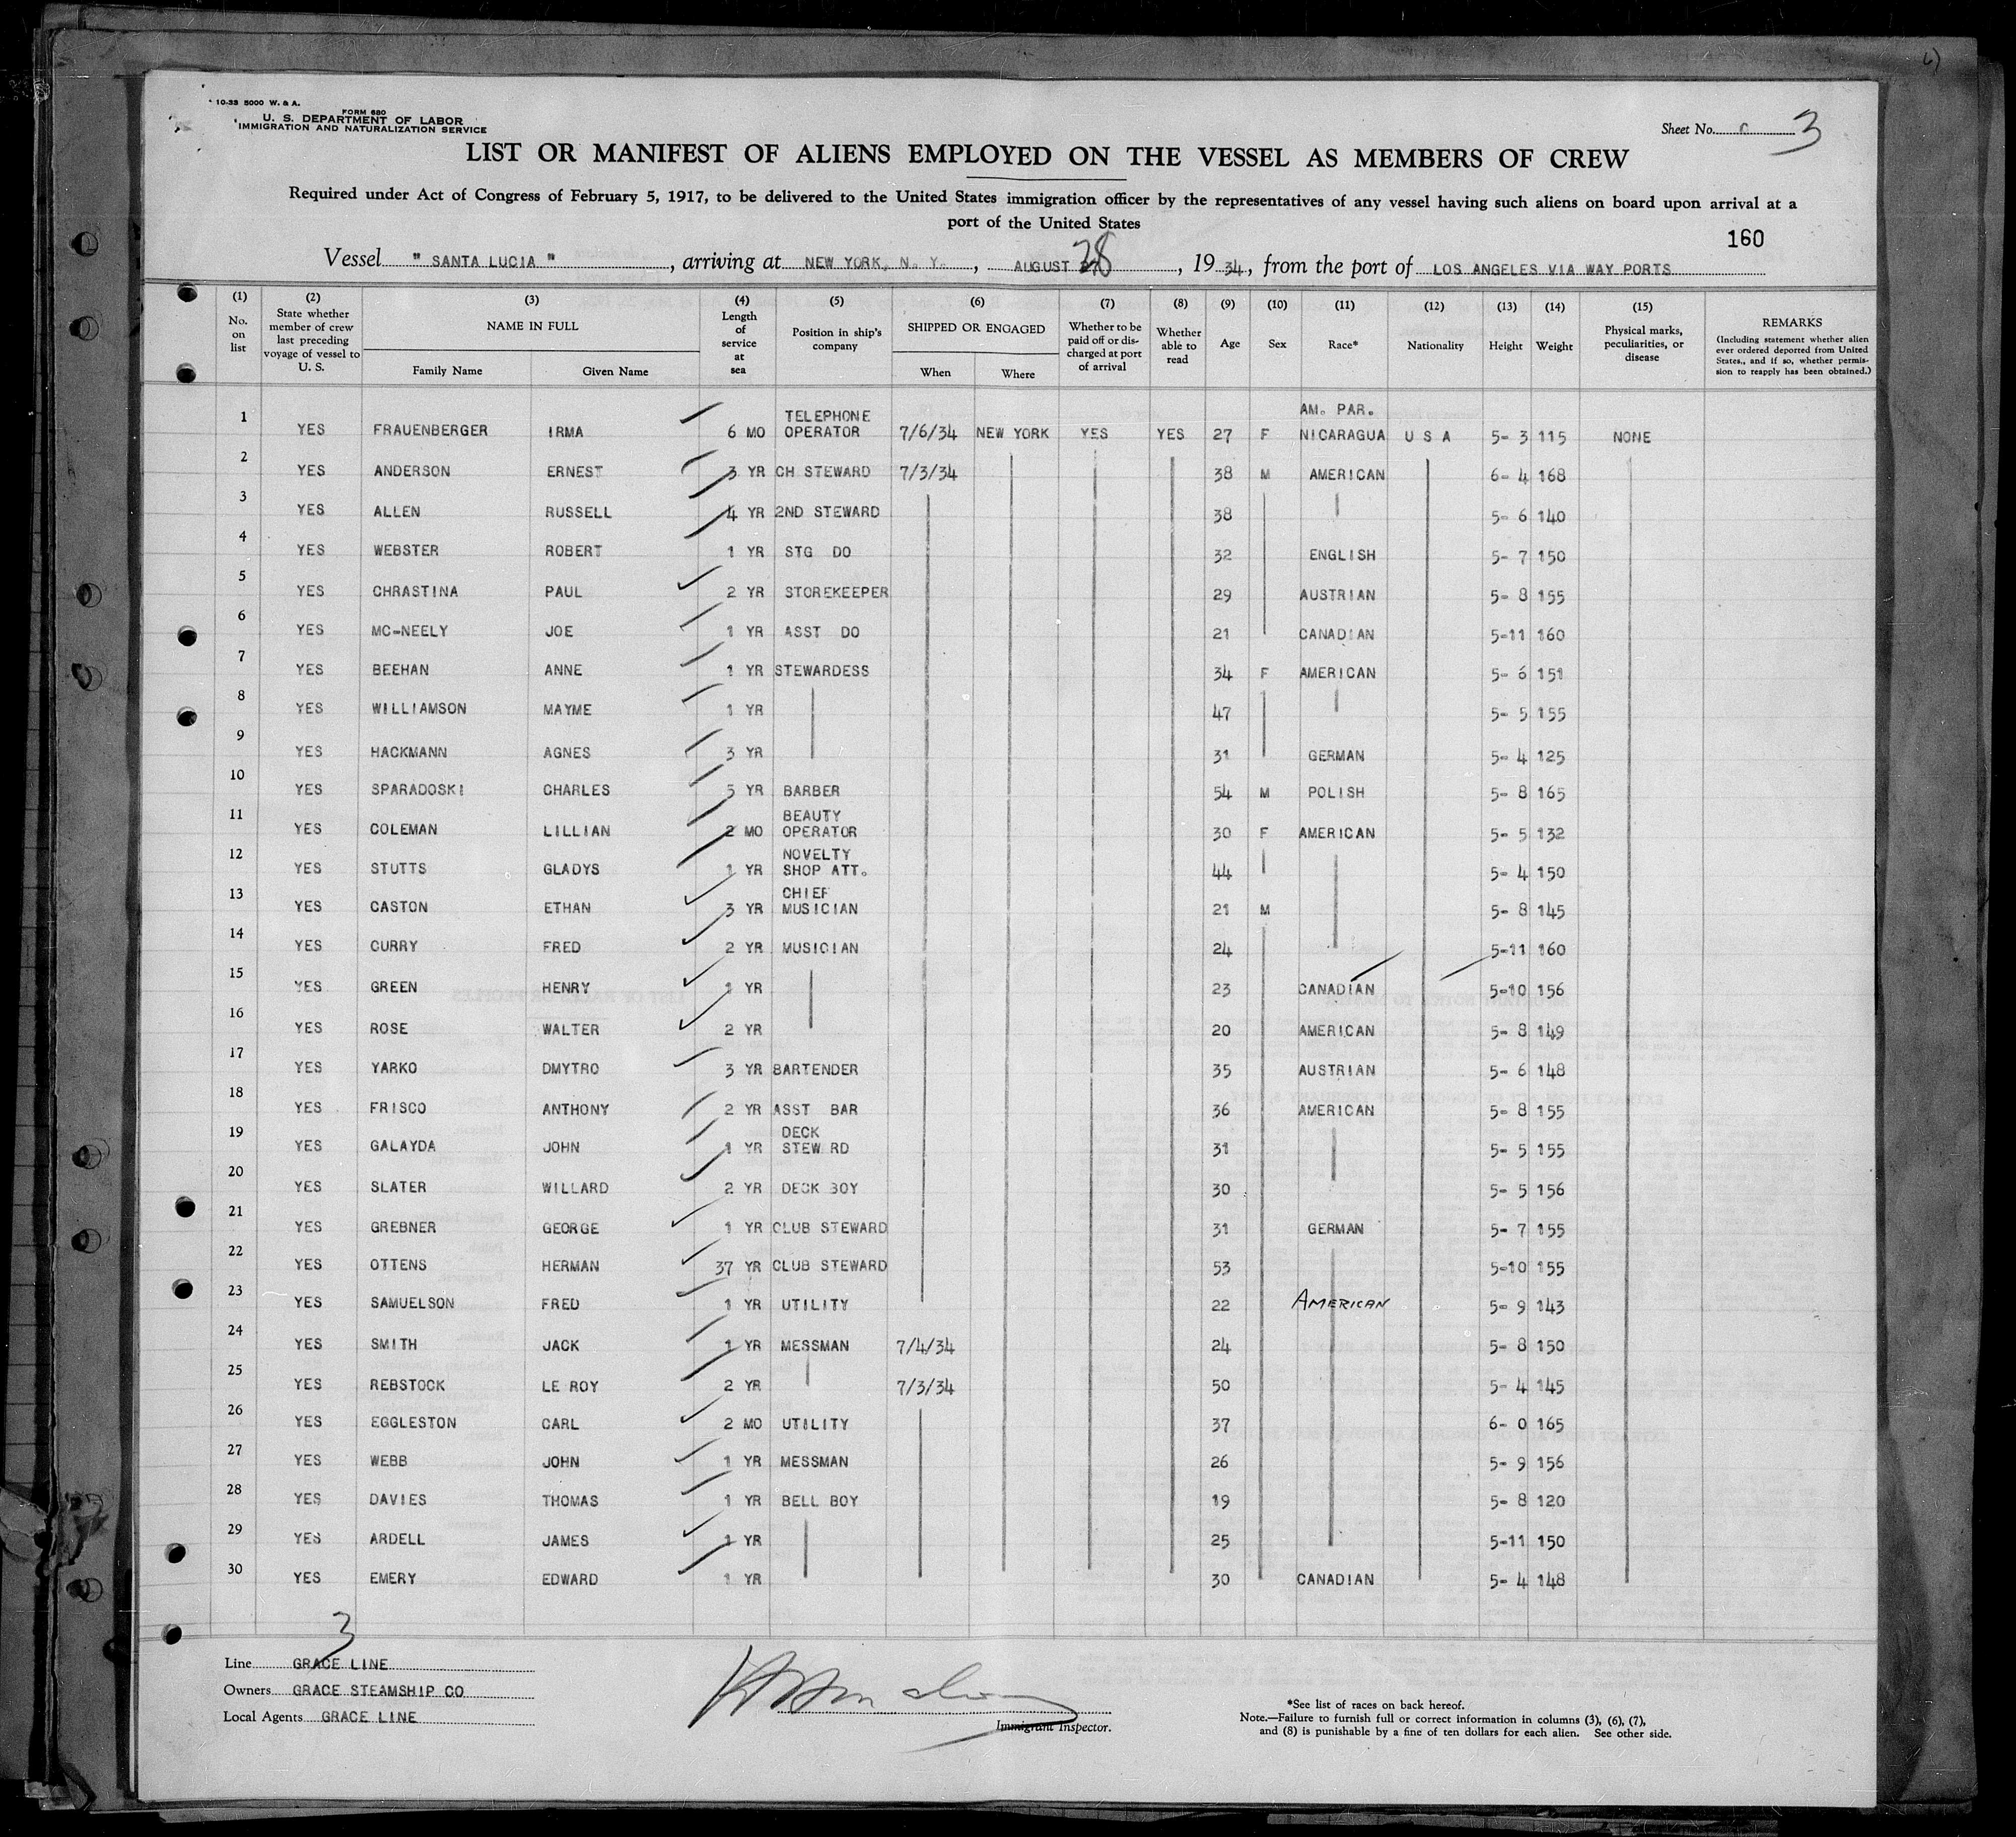 10-33 5000 W. & A.
FORM 680
U. S. DEPARTMENT OF LABOR
IMMIGRATION AND NATURALIZATION SERVICE
Sheet No. 3
LIST OR MANIFEST OF ALIENS EMPLOYED ON THE VESSEL AS MEMBERS OF CREW
Required under Act of Congress of February 5, 1917, to be delivered to the United States immigration officer by the representatives of any vessel having such aliens on board upon arrival at a
port of the United States
160
Vessel " SANTA LUCIA ", arriving at NEW YORK, N. Y., AUGUST 28, 19 34, from the port of LOS ANGELES VIA WAY PORTS
(1) No. on list
(2) State whether member of crew last preceding voyage of vessel to U. S.
(3) NAME IN FULL Family Name Given Name
(4) Length of service at sea
(5) Position in ship's company
(6) SHIPPED OR ENGAGED When Where
(7) Whether to be paid off or discharged at port of arrival
(8) Whether able to read
(9) Age
(10) Sex
(11) Race*
(12) Nationality
(13) Height
(14) Weight
(15) Physical marks, peculiarities, or disease
REMARKS (Including statement whether alien ever ordered deported from United States, and if so, whether permission to reapply has been obtained.)
1 YES FRAUENBERGER IRMA 6 MO TELEPHONE OPERATOR 7/6/34 NEW YORK YES YES 27 F AM. PAR. NICARAGUA U S A 5- 3 115 NONE
2 YES ANDERSON ERNEST 3 YR CH STEWARD 7/3/34 38 M AMERICAN 6- 4 168
3 YES ALLEN RUSSELL 4 YR 2ND STEWARD 38 5- 6 140
4 YES WEBSTER ROBERT 1 YR STG DO 32 ENGLISH 5- 7 150
5 YES CHRASTINA PAUL 2 YR STOREKEEPER 29 AUSTRIAN 5- 8 155
6 YES MC-NEELY JOE 1 YR ASST DO 21 CANADIAN 5-11 160
7 YES BEEHAN ANNE 1 YR STEWARDESS 34 F AMERICAN 5- 6 151
8 YES WILLIAMSON MAYME 1 YR 47 5- 5 155
9 YES HACKMANN AGNES 3 YR 31 GERMAN 5- 4 125
10 YES SPARADOSKI CHARLES YR BARBER 54 M POLISH 5- 8 165
11 YES COLEMAN LILLIAN 2 MO BEAUTY OPERATOR 30 F AMERICAN 5- 5 132
12 YES STUTTS GLADYS 1 YR NOVELTY SHOP ATT. 44 5- 4 150
13 YES CASTON ETHAN 3 YR CHIEF MUSICIAN 21 M 5- 8 145
14 YES CURRY FRED 2 YR MUSICIAN 24 5-11 160
15 YES GREEN HENRY 1 YR 23 CANADIAN 5-10 156
16 YES ROSE WALTER 2 YR 20 AMERICAN 5- 8 149
17 YES YARKO DMYTRO 3 YR BARTENDER 35 AUSTRIAN 5- 6 148
18 YES FRISCO ANTHONY 2 YR ASST BAR 36 AMERICAN 5- 8 155
19 YES GALAYDA JOHN 1 YR DECK STEW RD 31 5- 5 155
20 YES SLATER WILLARD 2 YR DECK BOY 30 5- 5 156
21 YES GREBNER GEORGE 1 YR CLUB STEWARD 31 GERMAN 5- 7 155
22 YES OTTENS HERMAN 37 YR CLUB STEWARD 53 5-10 155
23 YES SAMUELSON FRED 1 YR UTILITY 22 AMERICAN 5- 9 143
24 YES SMITH JACK 1 YR MESSMAN 7/4/34 24 5- 8 150
25 YES REBSTOCK LE ROY 2 YR 7/3/34 50 5- 4 145
26 YES EGGLESTON CARL 2 MO UTILITY 37 6- 0 165
27 YES WEBB JOHN 1 YR MESSMAN 26 5- 9 156
28 YES DAVIES THOMAS 1 YR BELL BOY 19 5- 8 120
29 YES ARDELL JAMES 1 YR 25 5-11 150
30 YES EMERY EDWARD 1 YR 30 CANADIAN 5- 4 148
3
Line GRACE LINE
Owners GRACE STEAMSHIP CO
Local Agents GRACE LINE
Immigrant Inspector.
*See list of races on back hereof.
Note.—Failure to furnish full or correct information in columns (3), (6), (7),
and (8) is punishable by a fine of ten dollars for each alien. See other side.